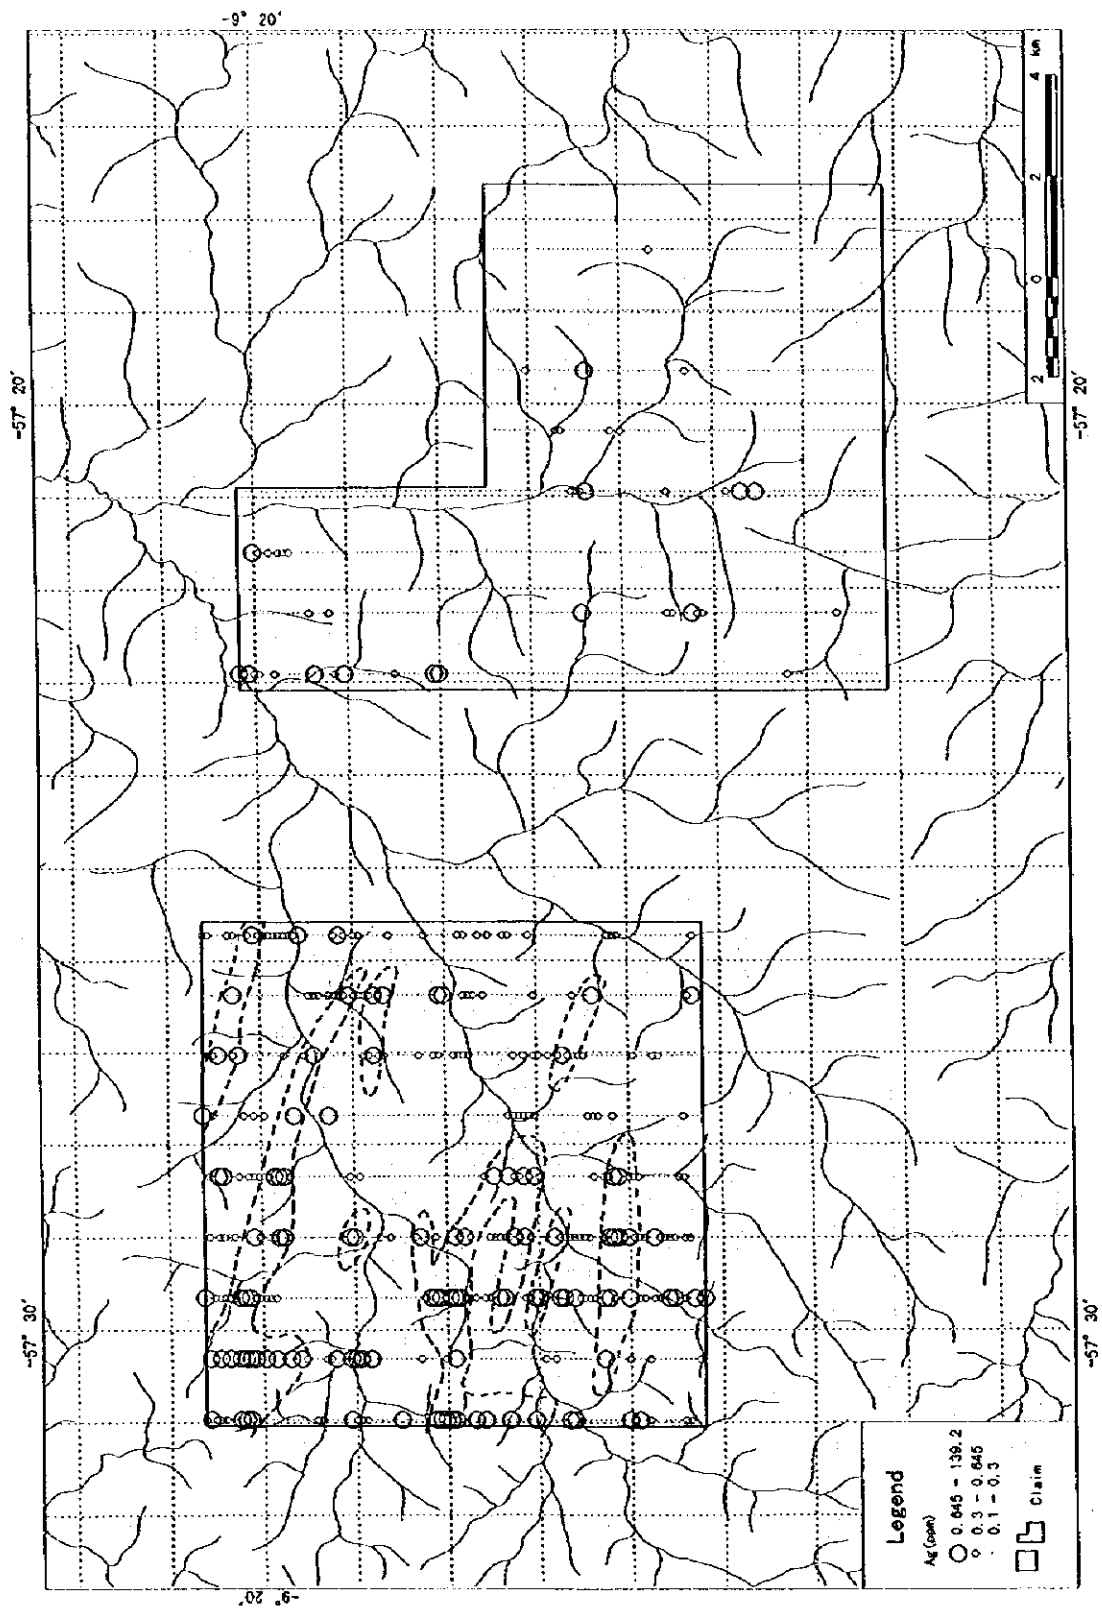 -9° 20′
-57° 20′
-57° 30′
-9° 20′
-57° 20′
-57° 30′
2 0 2 4 km
Legend
Ag(ppm)
0.645 - 139.2
0.3 - 0.645
0.1 - 0.3
Claim